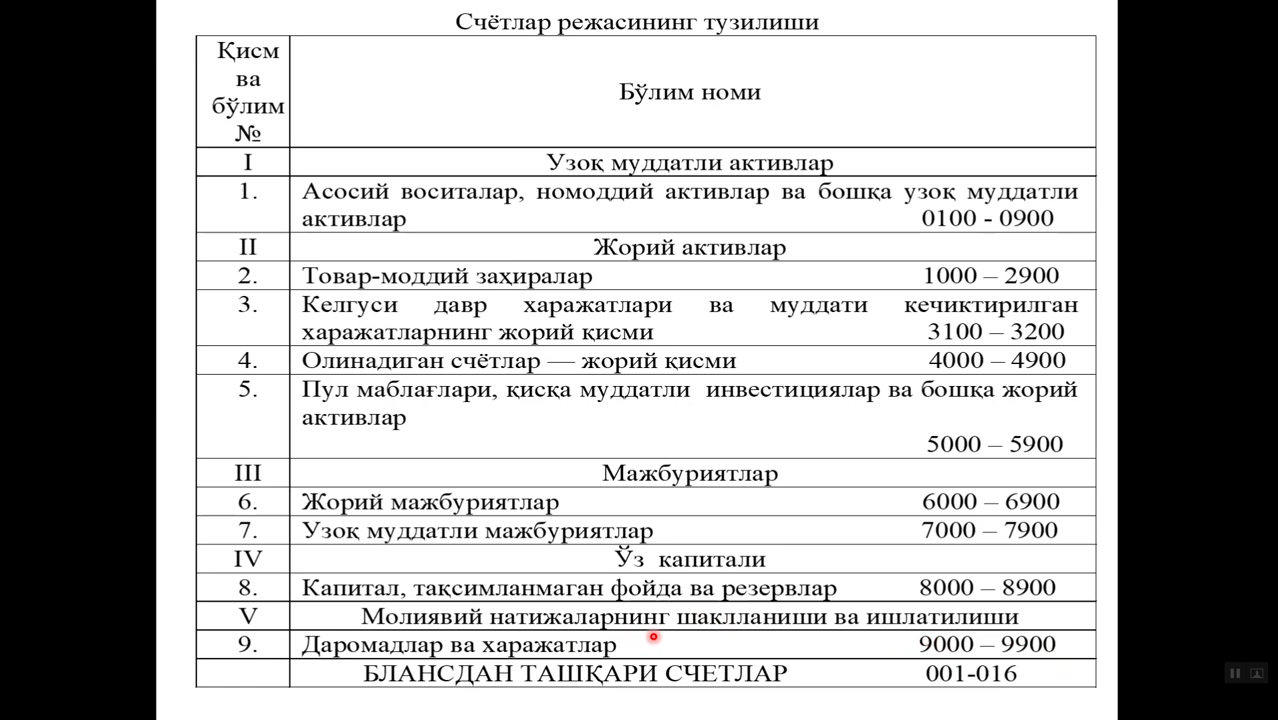 Счётлар режасининг тузилиши
Қисм
ва
бўлим
№
Бўлим номи
I Узоқ муддатли активлар
1. Асосий воситалар, номоддий активлар ва бошқа узоқ муддатли
активлар 0100 - 0900
II Жорий активлар
2. Товар-моддий заҳиралар 1000 – 2900
3. Келгуси давр харажатлари ва муддати кечиктирилган
харажатларнинг жорий қисми 3100 – 3200
4. Олинадиган счётлар — жорий қисми 4000 – 4900
5. Пул маблағлари, қисқа муддатли инвестициялар ва бошқа жорий
активлар
5000 – 5900
III Мажбуриятлар
6. Жорий мажбуриятлар 6000 – 6900
7. Узоқ муддатли мажбуриятлар 7000 – 7900
IV Ўз капитали
8. Капитал, тақсимланмаган фойда ва резервлар 8000 – 8900
V Молиявий натижаларнинг шаклланиши ва ишлатилиши
9. Даромадлар ва харажатлар 9000 – 9900
БЛАНСДАН ТАШҚАРИ СЧЕТЛАР 001-016